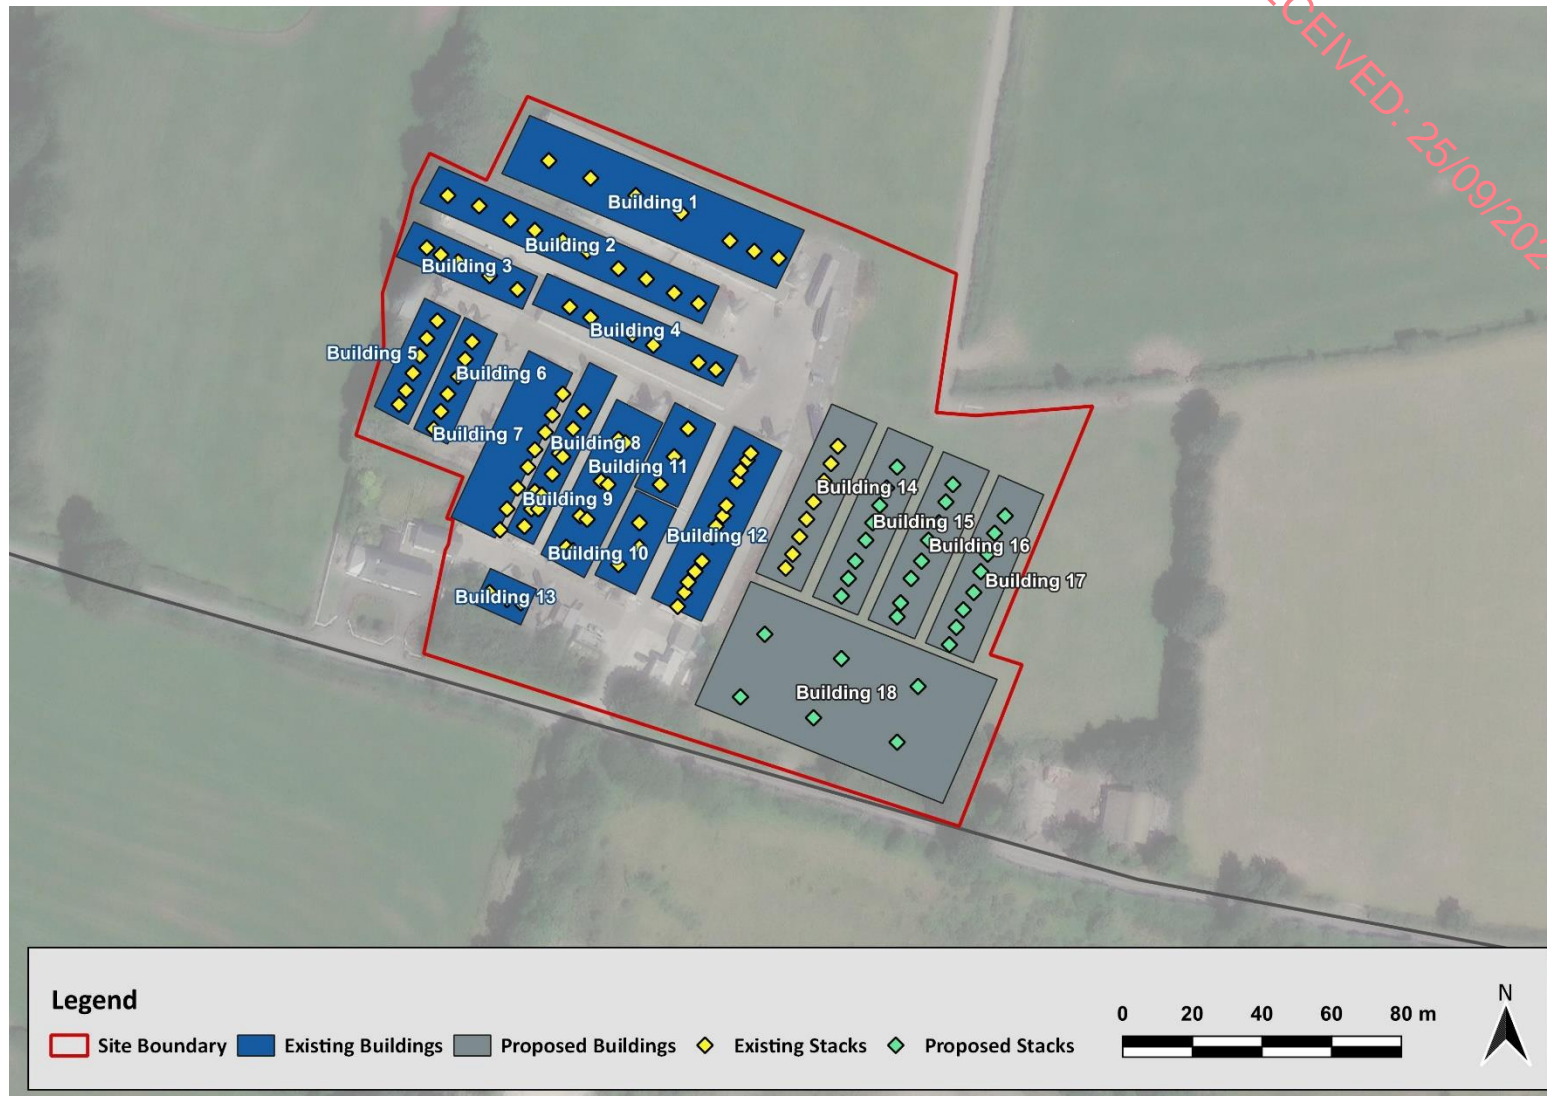 CEIVED: 25/09/202
Building 1
Building 2
Building 3
Building 4
Building 5
Building 6
Building 7
Building 8
Building 11
Building 9
Building 10
Building 12
Building 13
Building 14
Building 15
Building 16
Building 17
Building 18
Legend
Site Boundary Existing Buildings Proposed Buildings Existing Stacks Proposed Stacks
0 20 40 60 80 m
N